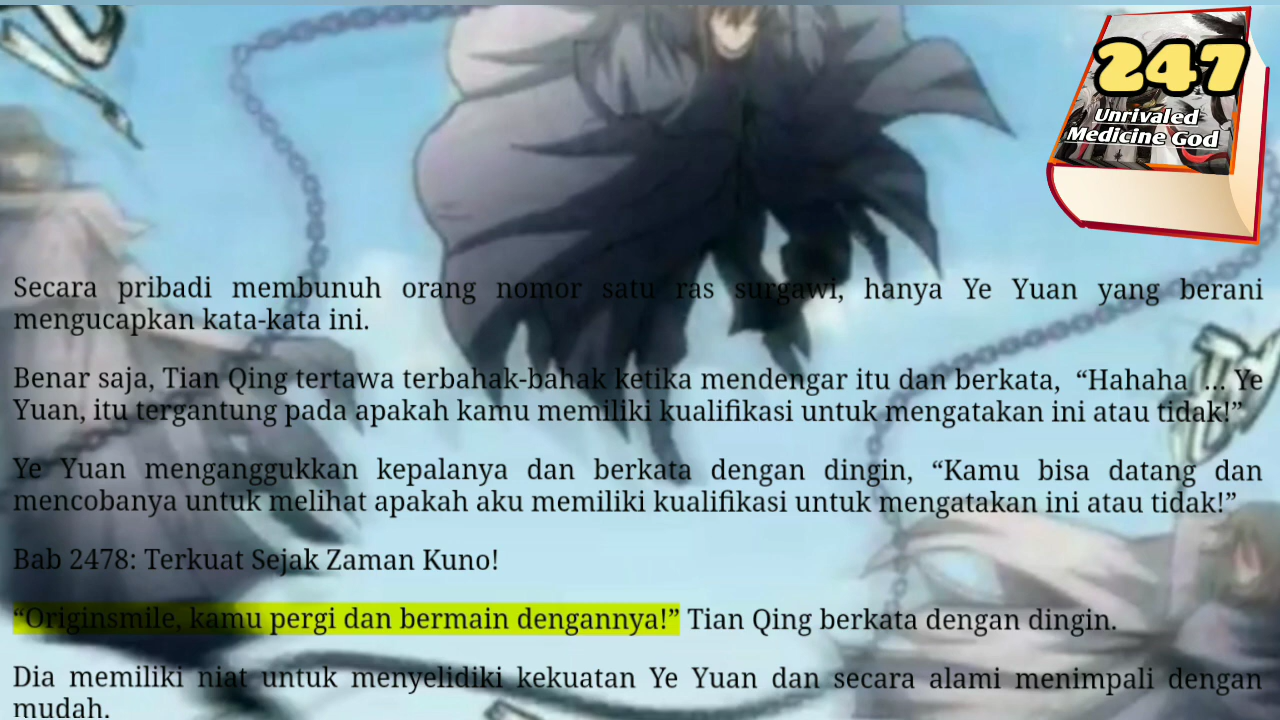 247
Unrivaled
Medicine God
Secara pribadi membunuh orang nomor satu ras surgawi, hanya Ye Yuan yang berani
mengucapkan kata-kata ini.
Benar saja, Tian Qing tertawa terbahak-bahak ketika mendengar itu dan berkata, “Hahaha … Ye
Yuan, itu tergantung pada apakah kamu memiliki kualifikasi untuk mengatakan ini atau tidak!”
Ye Yuan menganggukkan kepalanya dan berkata dengan dingin, “Kamu bisa datang dan
mencobanya untuk melihat apakah aku memiliki kualifikasi untuk mengatakan ini atau tidak!”
Bab 2478: Terkuat Sejak Zaman Kuno!
“Originsmile, kamu pergi dan bermain dengannya!” Tian Qing berkata dengan dingin.
Dia memiliki niat untuk menyelidiki kekuatan Ye Yuan dan secara alami menimpali dengan
mudah.